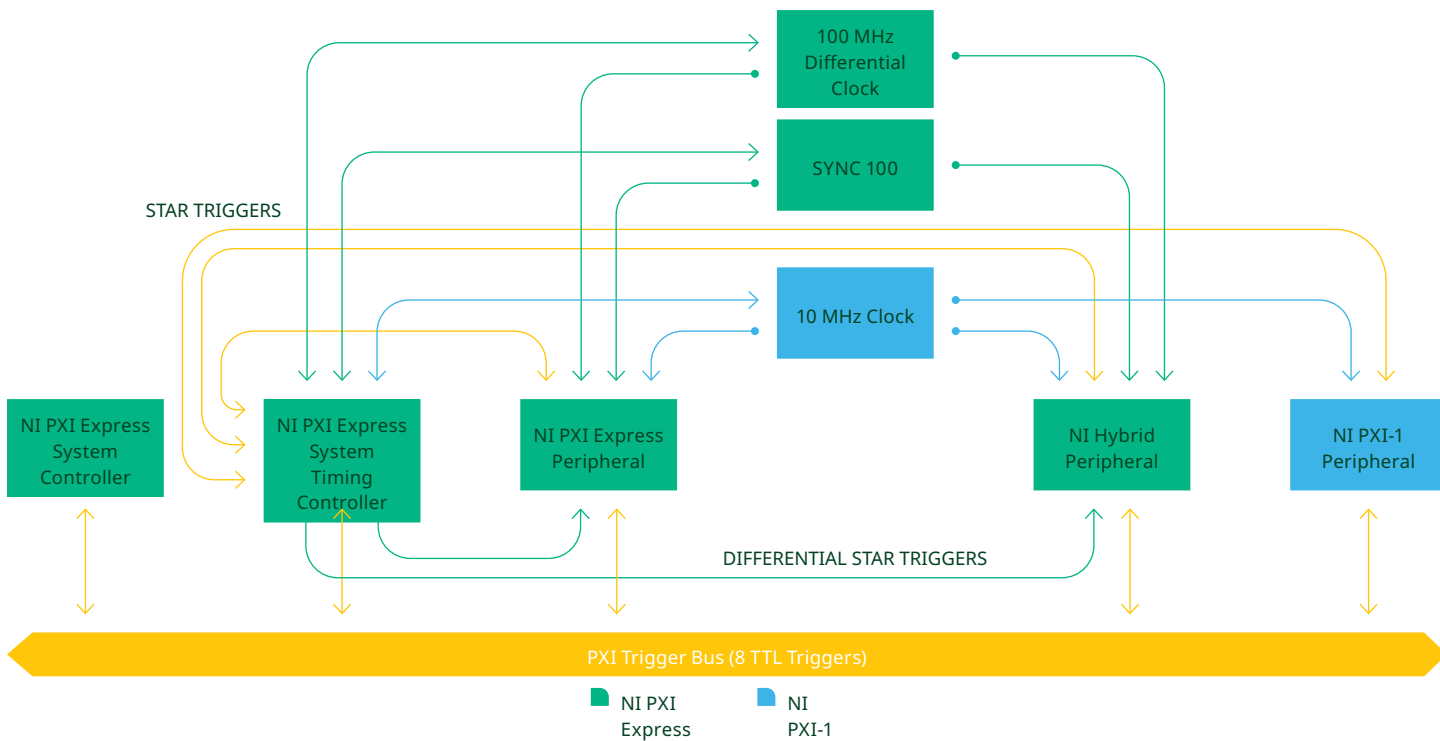 100 MHz
Differential
Clock
SYNC 100
STAR TRIGGERS
10 MHz Clock
NI PXI Express
System
Controller
NI PXI Express
System
Timing
Controller
NI PXI Express
Peripheral
NI Hybrid
Peripheral
NI PXI-1
Peripheral
DIFFERENTIAL STAR TRIGGERS
PXI Trigger Bus (8 TTL Triggers)
NI PXI
Express
NI
PXI-1